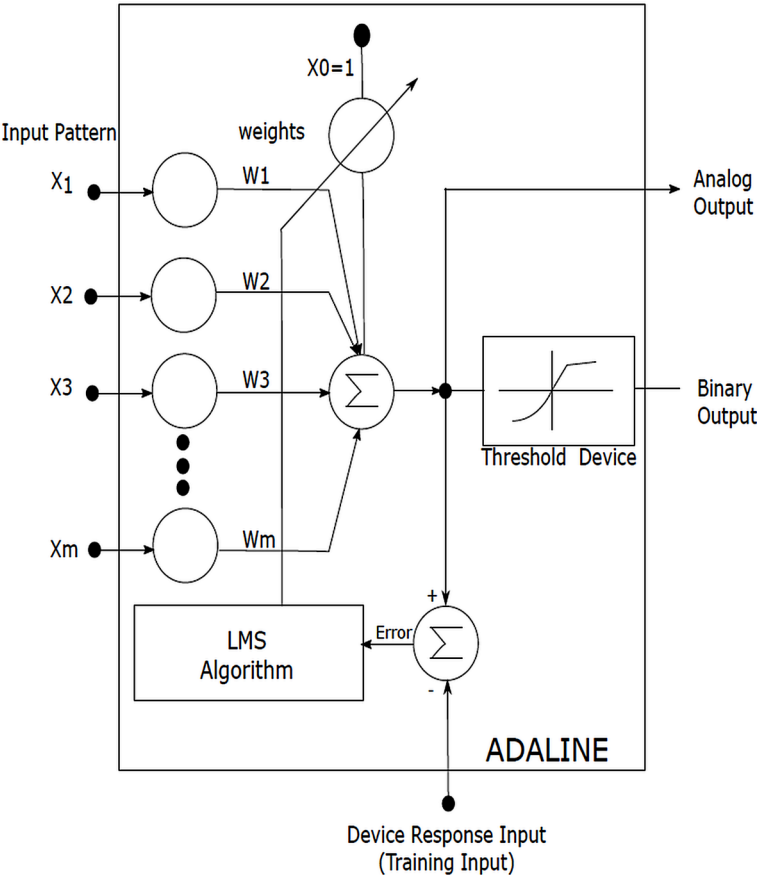 X0=1
Input Pattern
weights
X1
W1
Analog
Output
X2
W2
X3
W3
Σ
Binary
Output
Threshold Device
Xm
Wm
+
LMS
Algorithm
Error
Σ
-
ADALINE
Device Response Input
(Training Input)